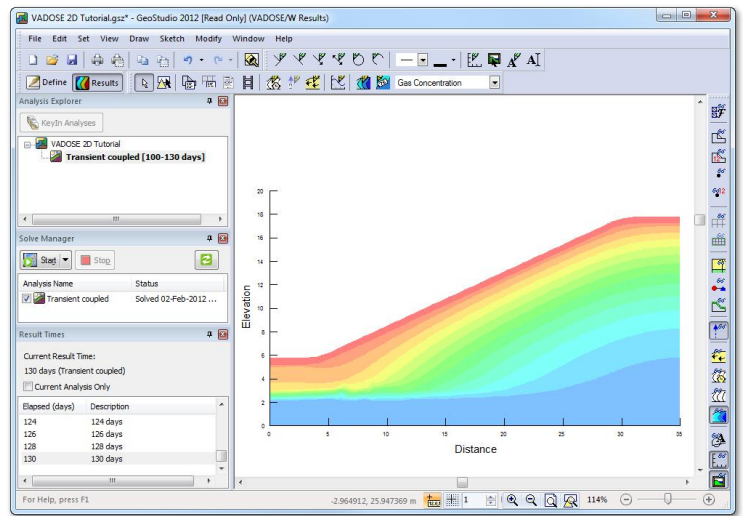 VADOSE 2D Tutorial.gsz* - GeoStudio 2012 [Read Only] (VADOSE/W Results)
File Edit Set View Draw Sketch Modify Window Help
Define Results Gas Concentration
Analysis Explorer
KeyIn Analyses
VADOSE 2D Tutorial
Transient coupled [100-130 days]
Solve Manager
Start Stop
Analysis Name Status
Transient coupled Solved 02-Feb-2012 ...
Result Times
Current Result Time:
130 days (Transient coupled)
Current Analysis Only
Elapsed (days) Description
124 124 days
126 126 days
128 128 days
130 130 days
20
18
16
14
12
10
8
6
4
2
0
Elevation
0 5 10 15 20 25 30 35
Distance
For Help, press F1
-2.964912, 25.947369 m 1 114%